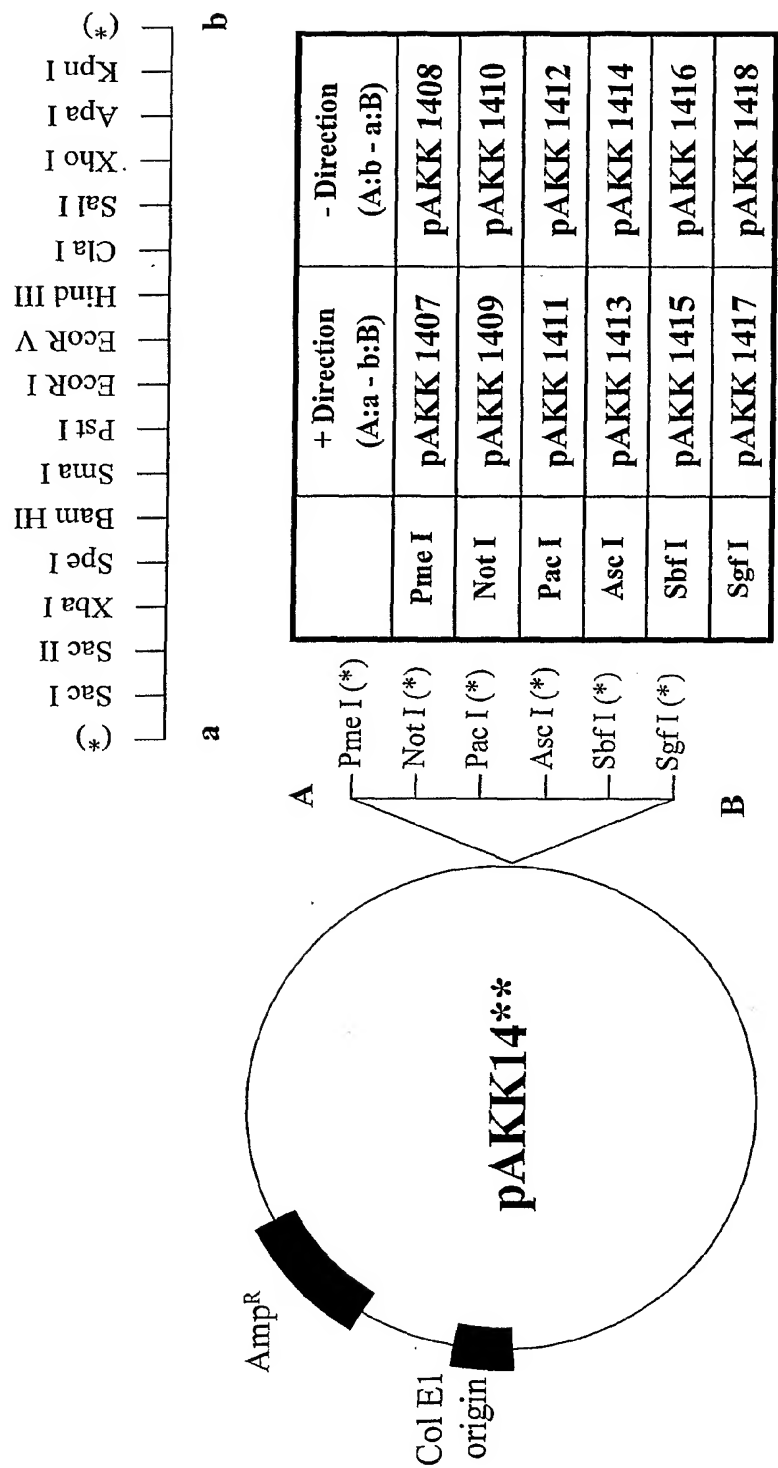 (*)
Sac I
Sac II
Xba I
Spe I
Bam HI
Sma I
Pst I
EcoR I
EcoR V
Hind III
Cla I
Sal I
Xho I
Apa I
Kpn I
(*)
a
b
A
Pme I (*)
Not I (*)
Pac I (*)
Asc I (*)
Sbf I (*)
Sgf I (*)
B
+ Direction - Direction
(A:a - b:B) (A:b - a:B)
Pme I pAKK 1407 pAKK 1408
Not I pAKK 1409 pAKK 1410
Pac I pAKK 1411 pAKK 1412
Asc I pAKK 1413 pAKK 1414
Sbf I pAKK 1415 pAKK 1416
Sgf I pAKK 1417 pAKK 1418
Amp^R
Col E1
origin
pAKK14**